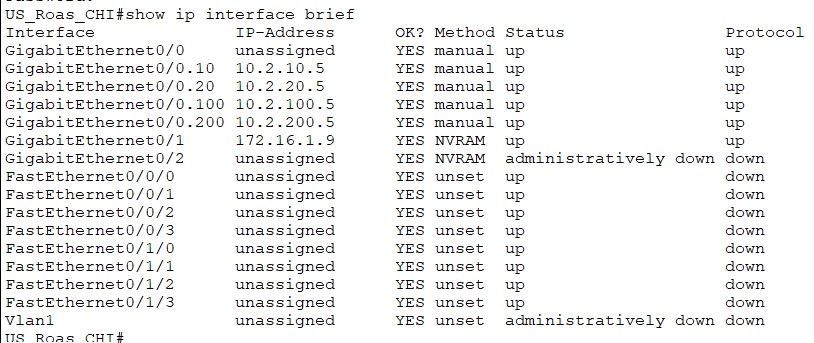 US_Roas_CHI#show ip interface brief
Interface              IP-Address      OK? Method Status                Protocol
GigabitEthernet0/0     unassigned      YES manual up                    up
GigabitEthernet0/0.10  10.2.10.5       YES manual up                    up
GigabitEthernet0/0.20  10.2.20.5       YES manual up                    up
GigabitEthernet0/0.100 10.2.100.5      YES manual up                    up
GigabitEthernet0/0.200 10.2.200.5      YES manual up                    up
GigabitEthernet0/1     172.16.1.9      YES NVRAM  up                    up
GigabitEthernet0/2     unassigned      YES NVRAM  administratively down down
FastEthernet0/0/0      unassigned      YES unset  up                    down
FastEthernet0/0/1      unassigned      YES unset  up                    down
FastEthernet0/0/2      unassigned      YES unset  up                    down
FastEthernet0/0/3      unassigned      YES unset  up                    down
FastEthernet0/1/0      unassigned      YES unset  up                    down
FastEthernet0/1/1      unassigned      YES unset  up                    down
FastEthernet0/1/2      unassigned      YES unset  up                    down
FastEthernet0/1/3      unassigned      YES unset  up                    down
Vlan1                  unassigned      YES unset  administratively down down
US_Roas_CHI#